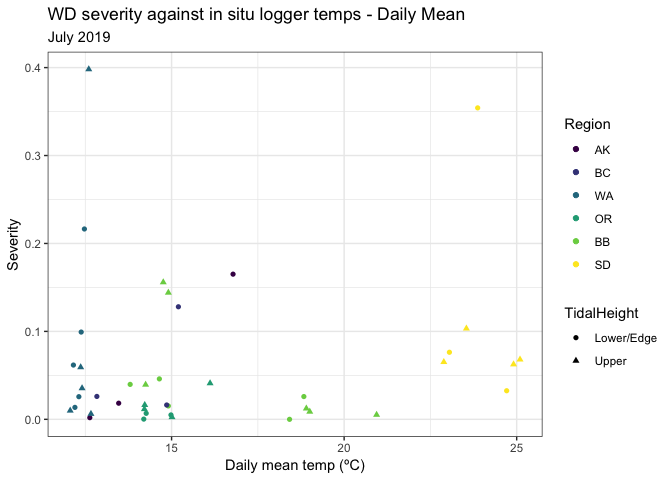 WD severity against in situ logger temps - Daily Mean
July 2019
0.4
0.3
0.2
0.1
0.0
Severity
15
20
25
Daily mean temp (ºC)
Region
AK
BC
WA
OR
BB
SD
TidalHeight
Lower/Edge
Upper